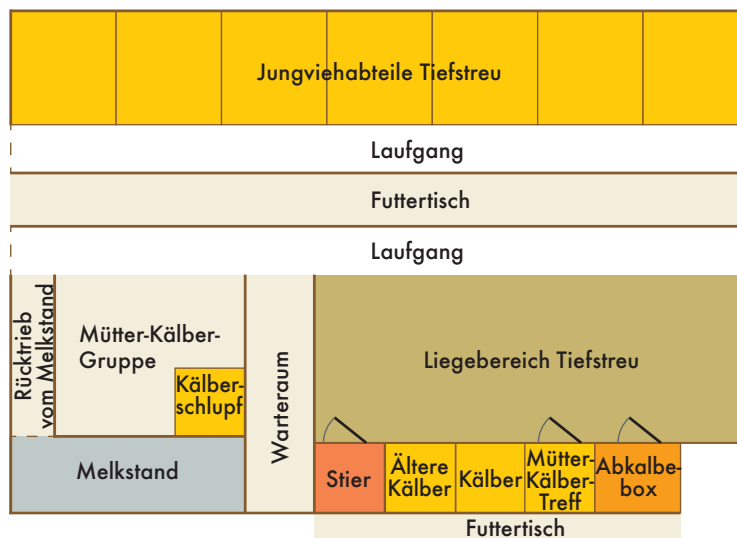 Jungviehabteile Tiefstreu
Laufgang
Futtertisch
Laufgang
Rücktrieb
vom Melkstand
Mütter-Kälber-
Gruppe
Kälber-
schlupf
Warteraum
Liegebereich Tiefstreu
Melkstand
Stier
Ältere
Kälber
Kälber
Mütter-
Kälber-
Treff
Abkalbe-
box
Futtertisch